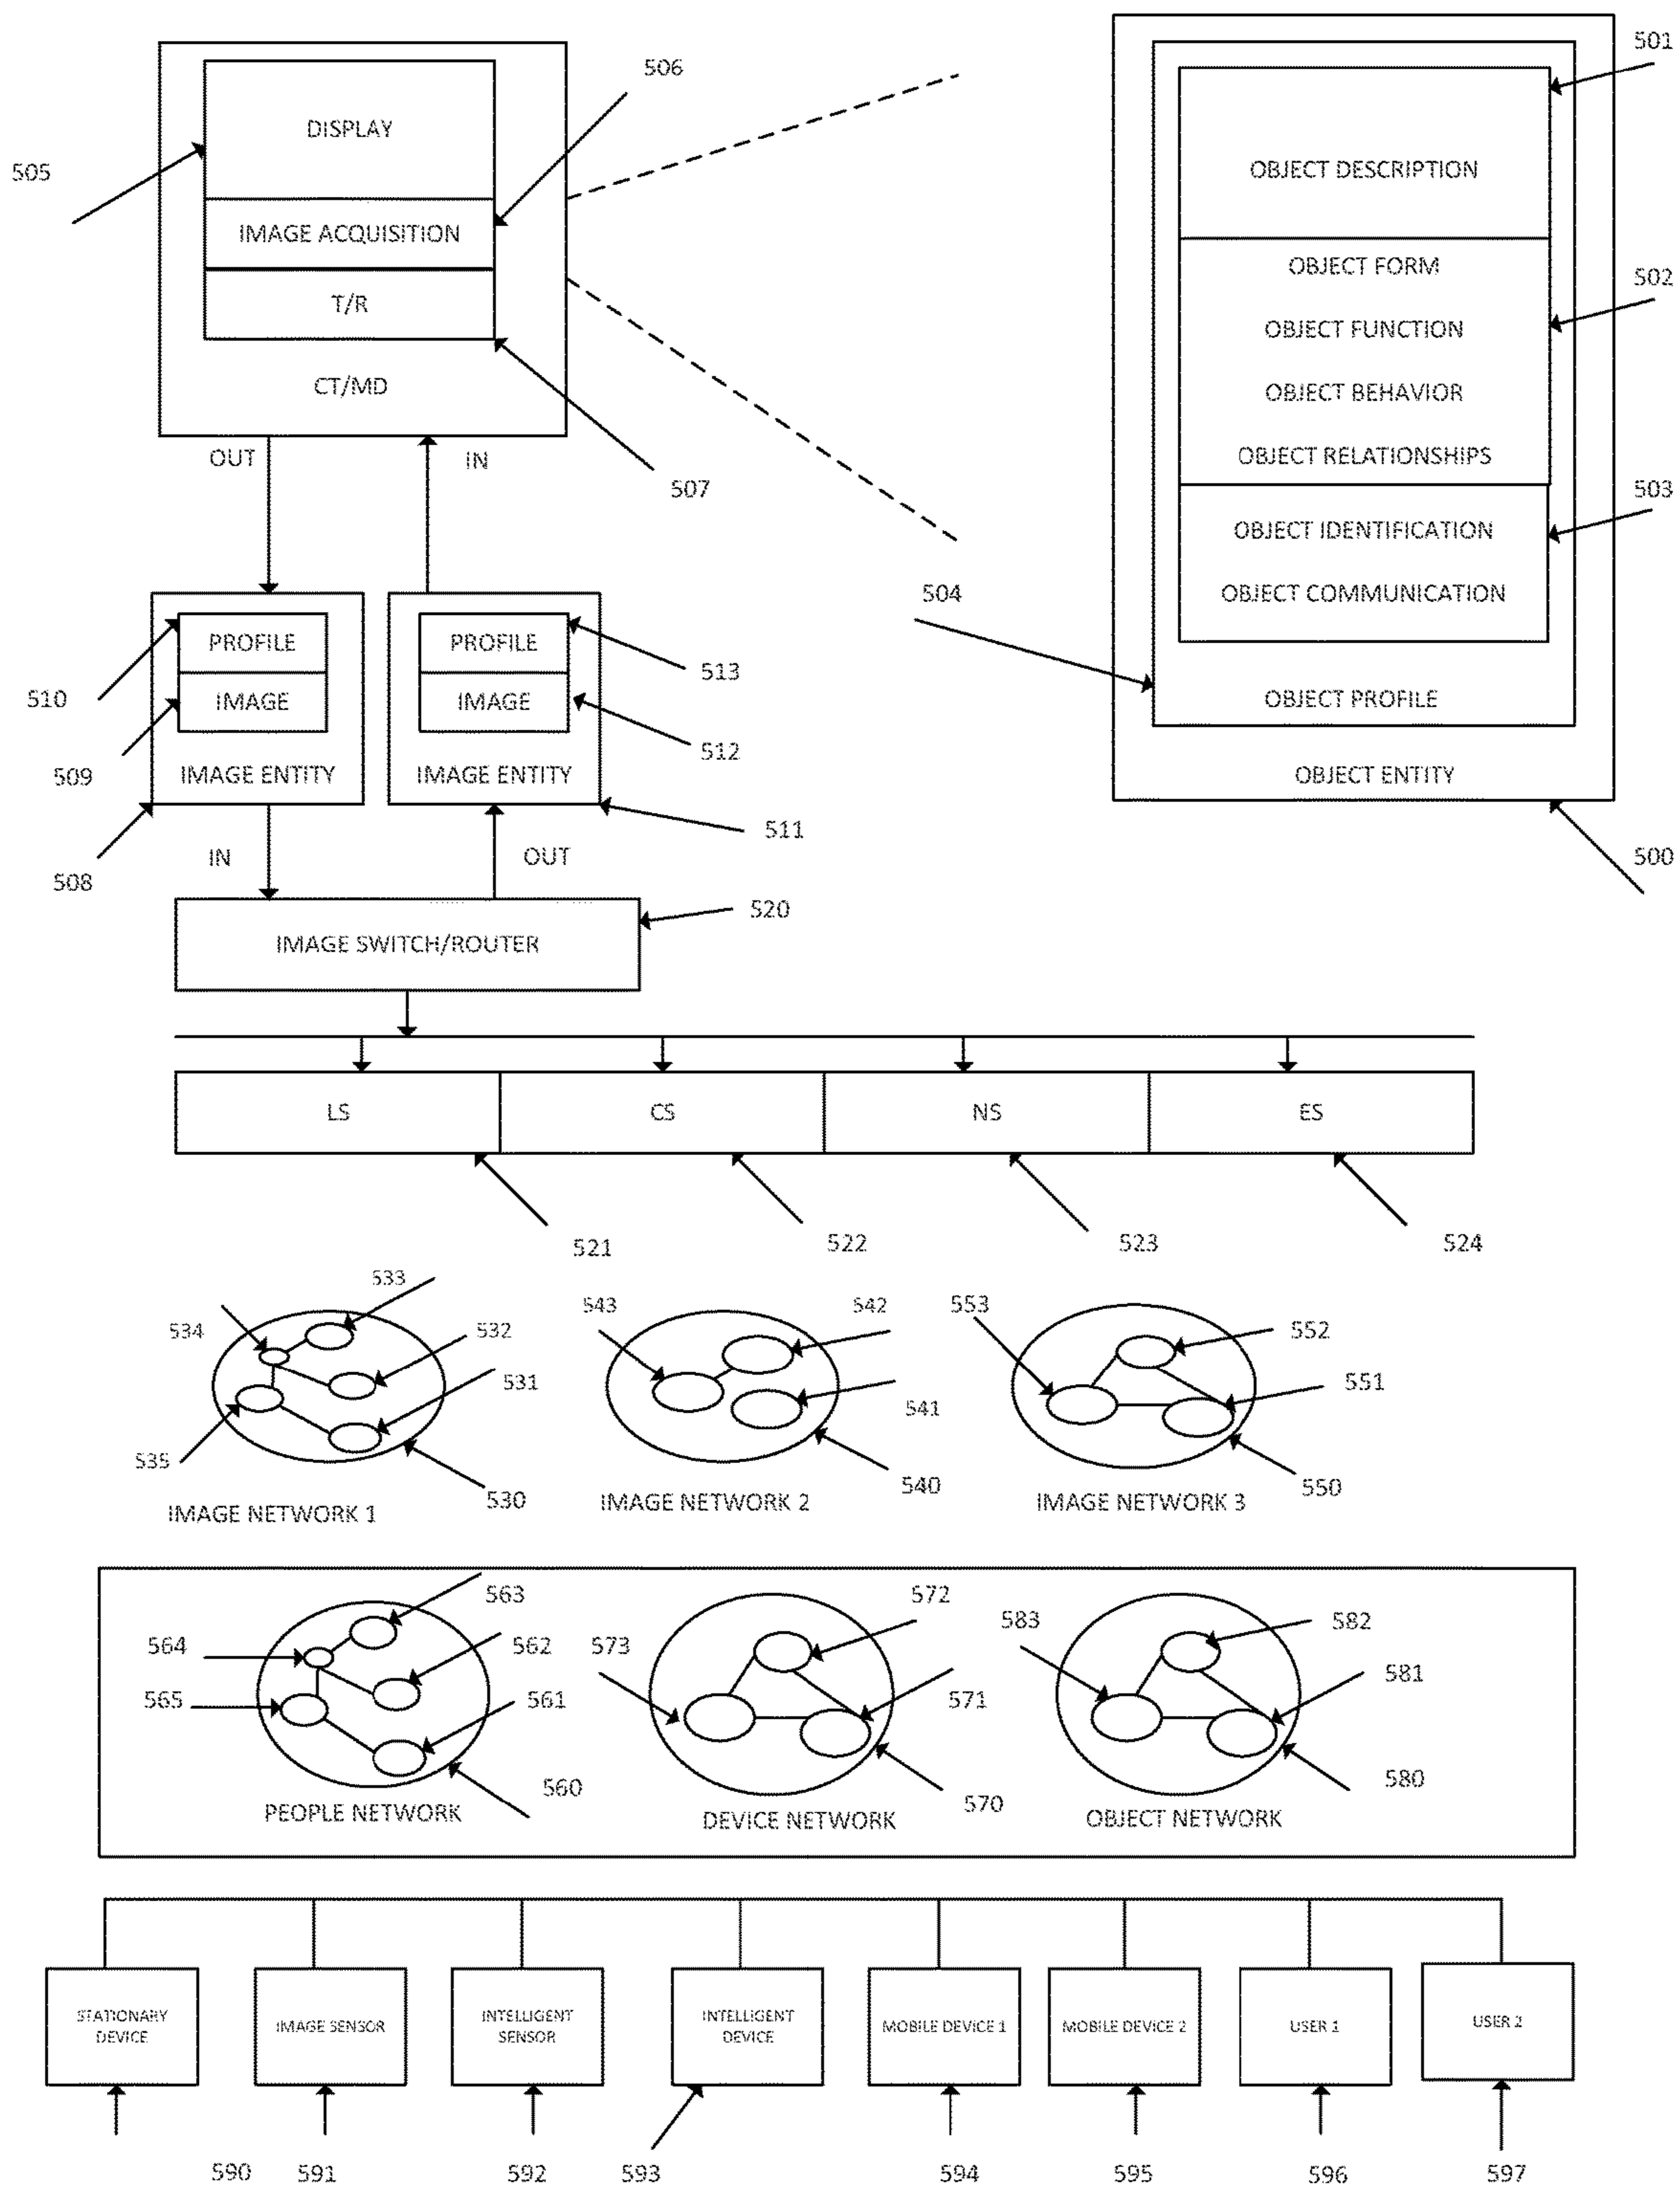 501
506
DISPLAY
505
OBJECT DESCRIPTION
IMAGE ACQUISITION
OBJECT FORM
502
T/R
OBJECT FUNCTION
CT/MD
OBJECT BEHAVIOR
OUT
IN
OBJECT RELATIONSHIPS
507
503
OBJECT IDENTIFICATION
504
OBJECT COMMUNICATION
PROFILE
PROFILE
513
510
IMAGE
IMAGE
OBJECT PROFILE
512
509
IMAGE ENTITY
IMAGE ENTITY
OBJECT ENTITY
511
508
IN
OUT
500
520
IMAGE SWITCH/ROUTER
LS
CS
NS
ES
521
522
523
524
533
543
542
553
534
532
552
531
541
551
535
530
540
550
IMAGE NETWORK 1
IMAGE NETWORK 2
IMAGE NETWORK 3
563
572
583
582
564
562
573
565
561
571
581
560
570
580
PEOPLE NETWORK
DEVICE NETWORK
OBJECT NETWORK
STATIONARY
DEVICE
IMAGE SENSOR
INTELLIGENT
SENSOR
INTELLIGENT
DEVICE
MOBILE DEVICE 1
MOBILE DEVICE 2
USER 1
USER 2
590
591
592
593
594
595
596
597